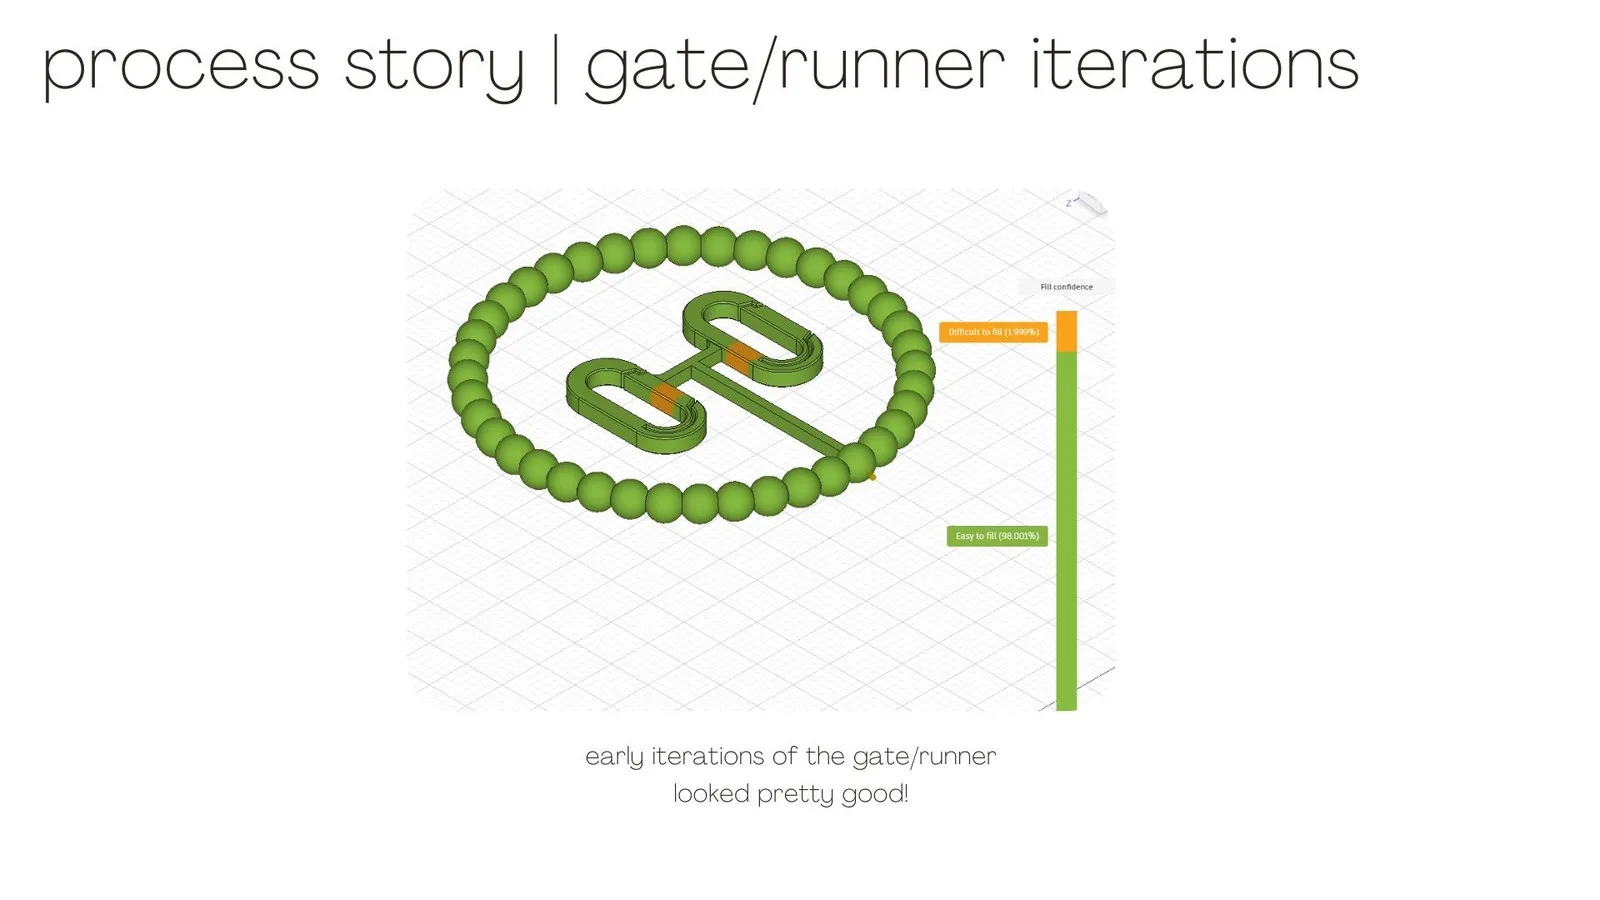 process story | gate/runner iterations
Z
Fill confidence
Difficult to fill (1.999%)
Easy to fill (98.001%)
early iterations of the gate/runner
looked pretty good!